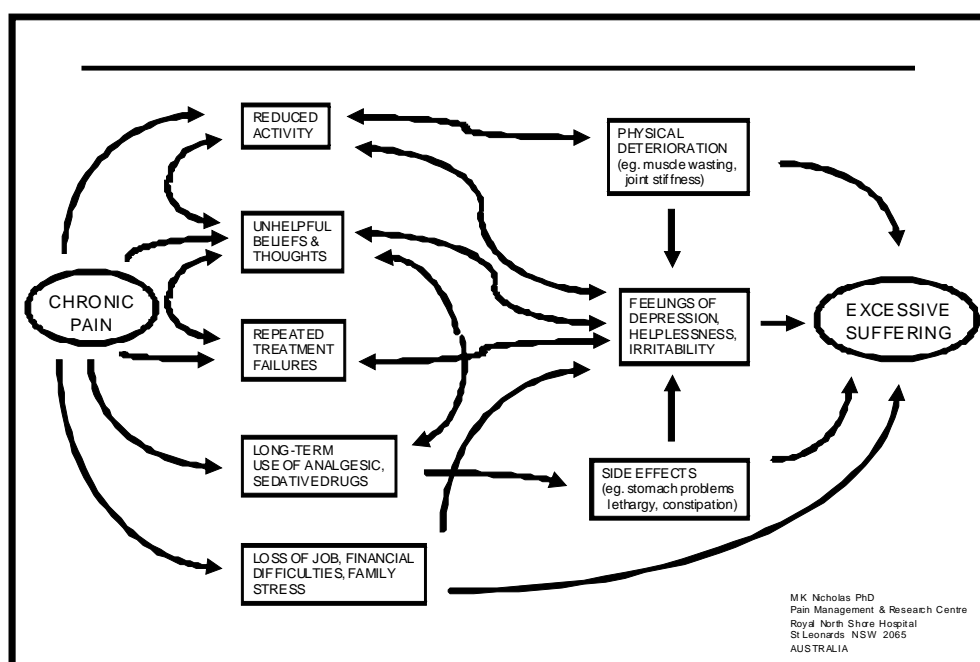 REDUCED
ACTIVITY
PHYSICAL
DETERIORATION
(eg. muscle wasting,
joint stiffness)
UNHELPFUL
BELIEFS &
THOUGHTS
CHRONIC
PAIN
FEELINGS OF
DEPRESSION,
HELPLESSNESS,
IRRITABILITY
EXCESSIVE
SUFFERING
REPEATED
TREATMENT
FAILURES
LONG-TERM
USE OF ANALGESIC,
SEDATIVE DRUGS
SIDE EFFECTS
(eg. stomach problems
lethargy, constipation)
LOSS OF JOB, FINANCIAL
DIFFICULTIES, FAMILY
STRESS
M K Nicholas PhD
Pain Management & Research Centre
Royal North Shore Hospital
St Leonards NSW 2065
AUSTRALIA